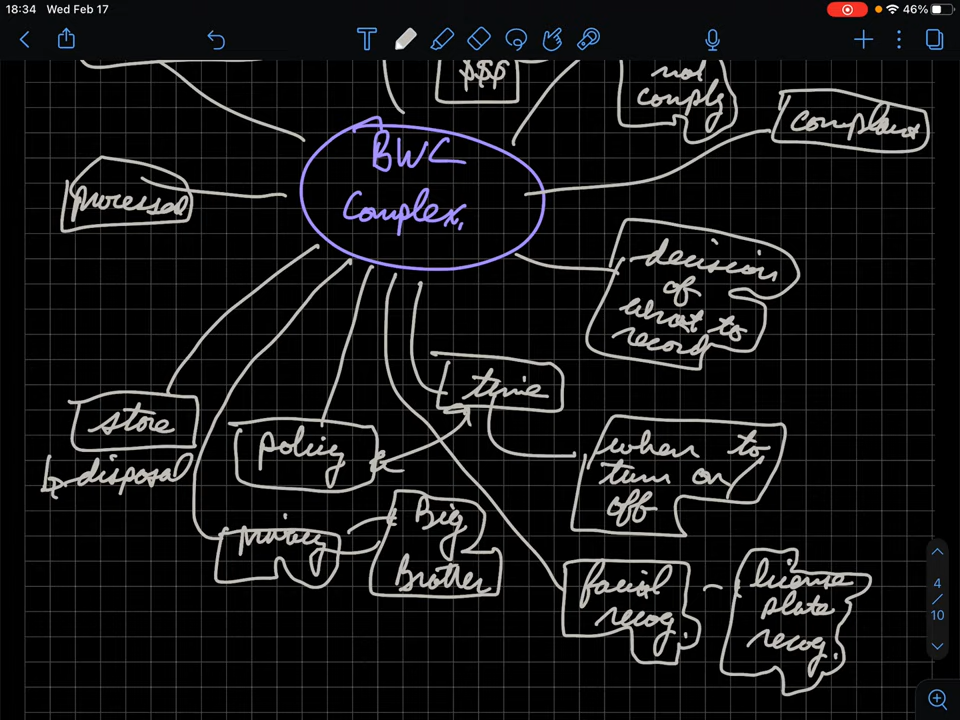 18:34 Wed Feb 17
46%
T
$$$
not
comply
complaint
BWC
Complex.
processed
decision
of
what to
record
time
store
↳ disposal
policy
when to
turn on/
off
privacy
Big
Brother
facial
recog.
license
plate
recog.
4
/
10